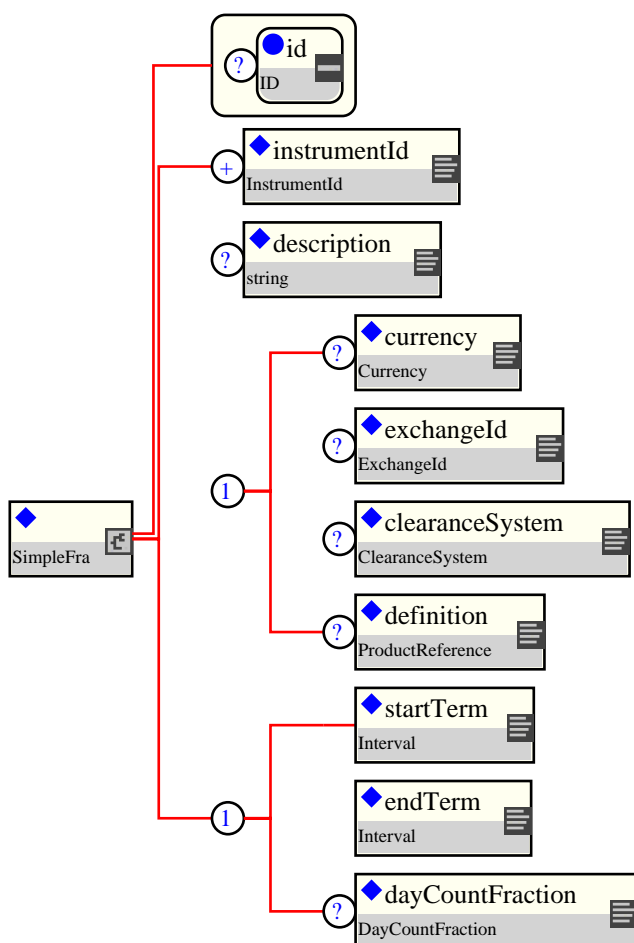 ? id
ID
+ instrumentId
InstrumentId
? description
string
? currency
Currency
? exchangeId
ExchangeId
1
SimpleFra
? clearanceSystem
ClearanceSystem
? definition
ProductReference
startTerm
Interval
1
endTerm
Interval
? dayCountFraction
DayCountFraction